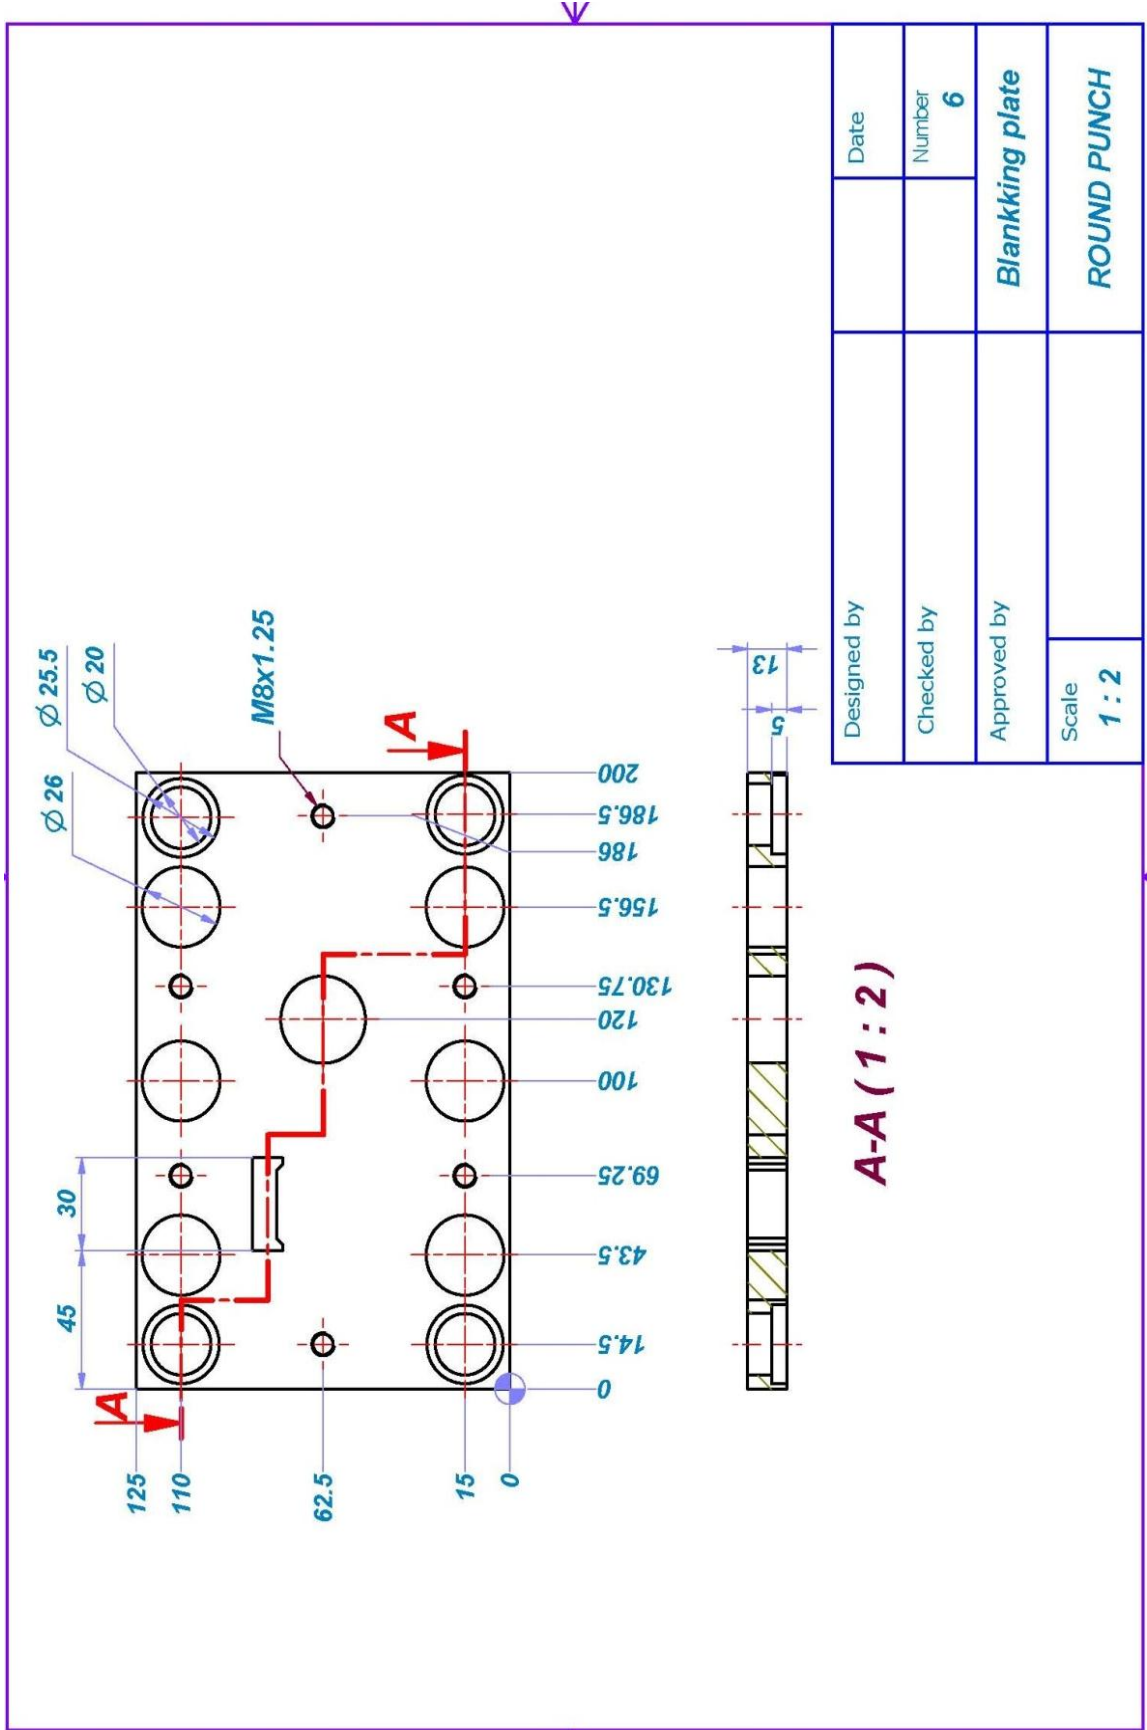 Ø 26
Ø 25.5
Ø 20
M8x1.25
30
45
A
A
125
110
62.5
15
0
0
14.5
43.5
69.25
100
120
130.75
156.5
186
186.5
200
13
5
A-A ( 1 : 2 )
Designed by
Date
Checked by
Number
6
Approved by
Blankking plate
Scale
1 : 2
ROUND PUNCH